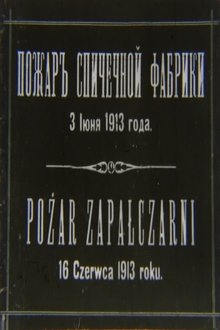 ПОЖАРЪ СПИЧЕЧНОЙ ФАБРИКИ
3 Іюня 1913 года.
POŻAR ZAPAŁCZARNI
16 Czerwca 1913 roku.